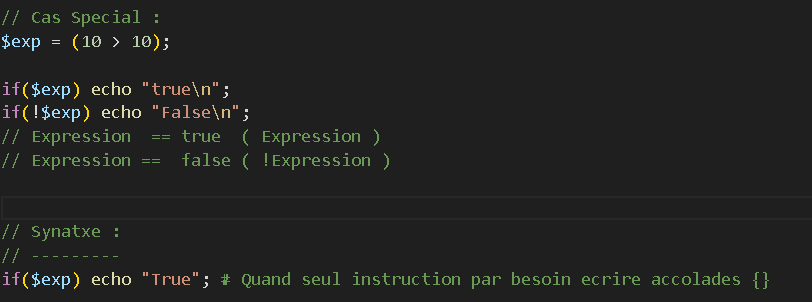 // Cas Special :
$exp = (10 > 10);
if($exp) echo "true\n";
if(!$exp) echo "False\n";
// Expression  == true  ( Expression )
// Expression ==  false ( !Expression )
// Synatxe :
// ---------
if($exp) echo "True"; # Quand seul instruction par besoin ecrire accolades {}